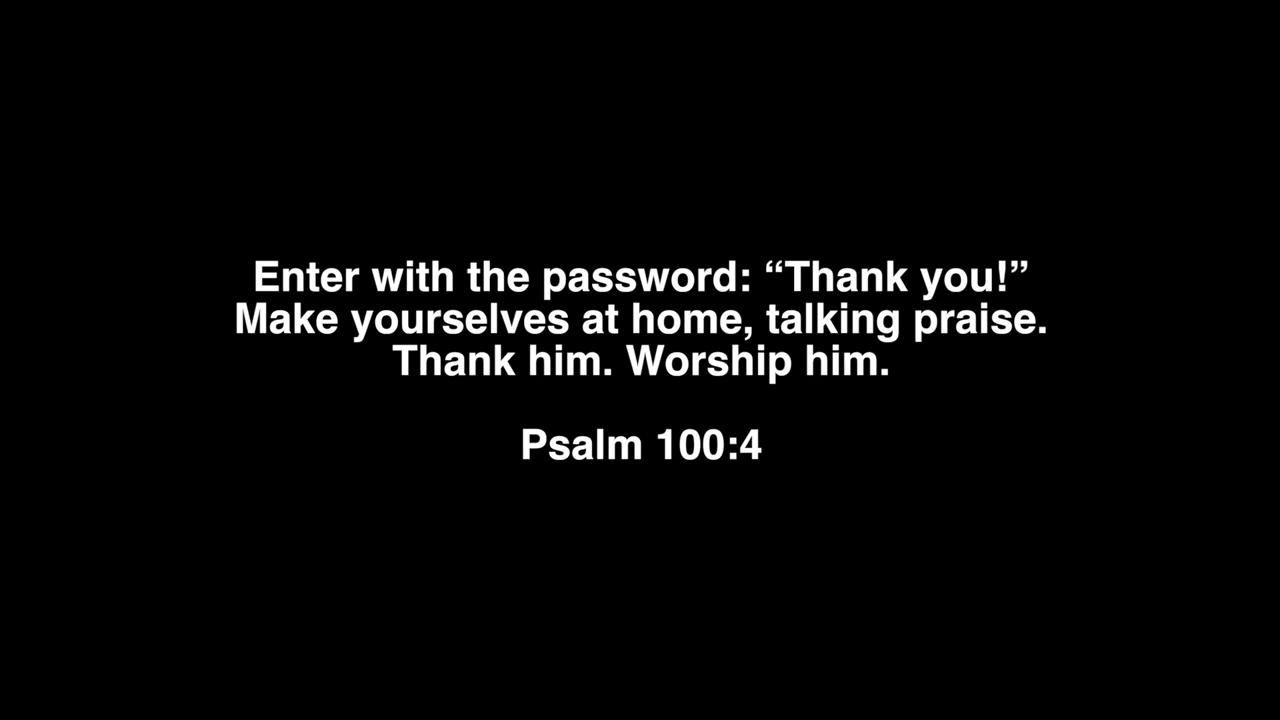 Enter with the password: “Thank you!”
Make yourselves at home, talking praise.
Thank him. Worship him.
Psalm 100:4